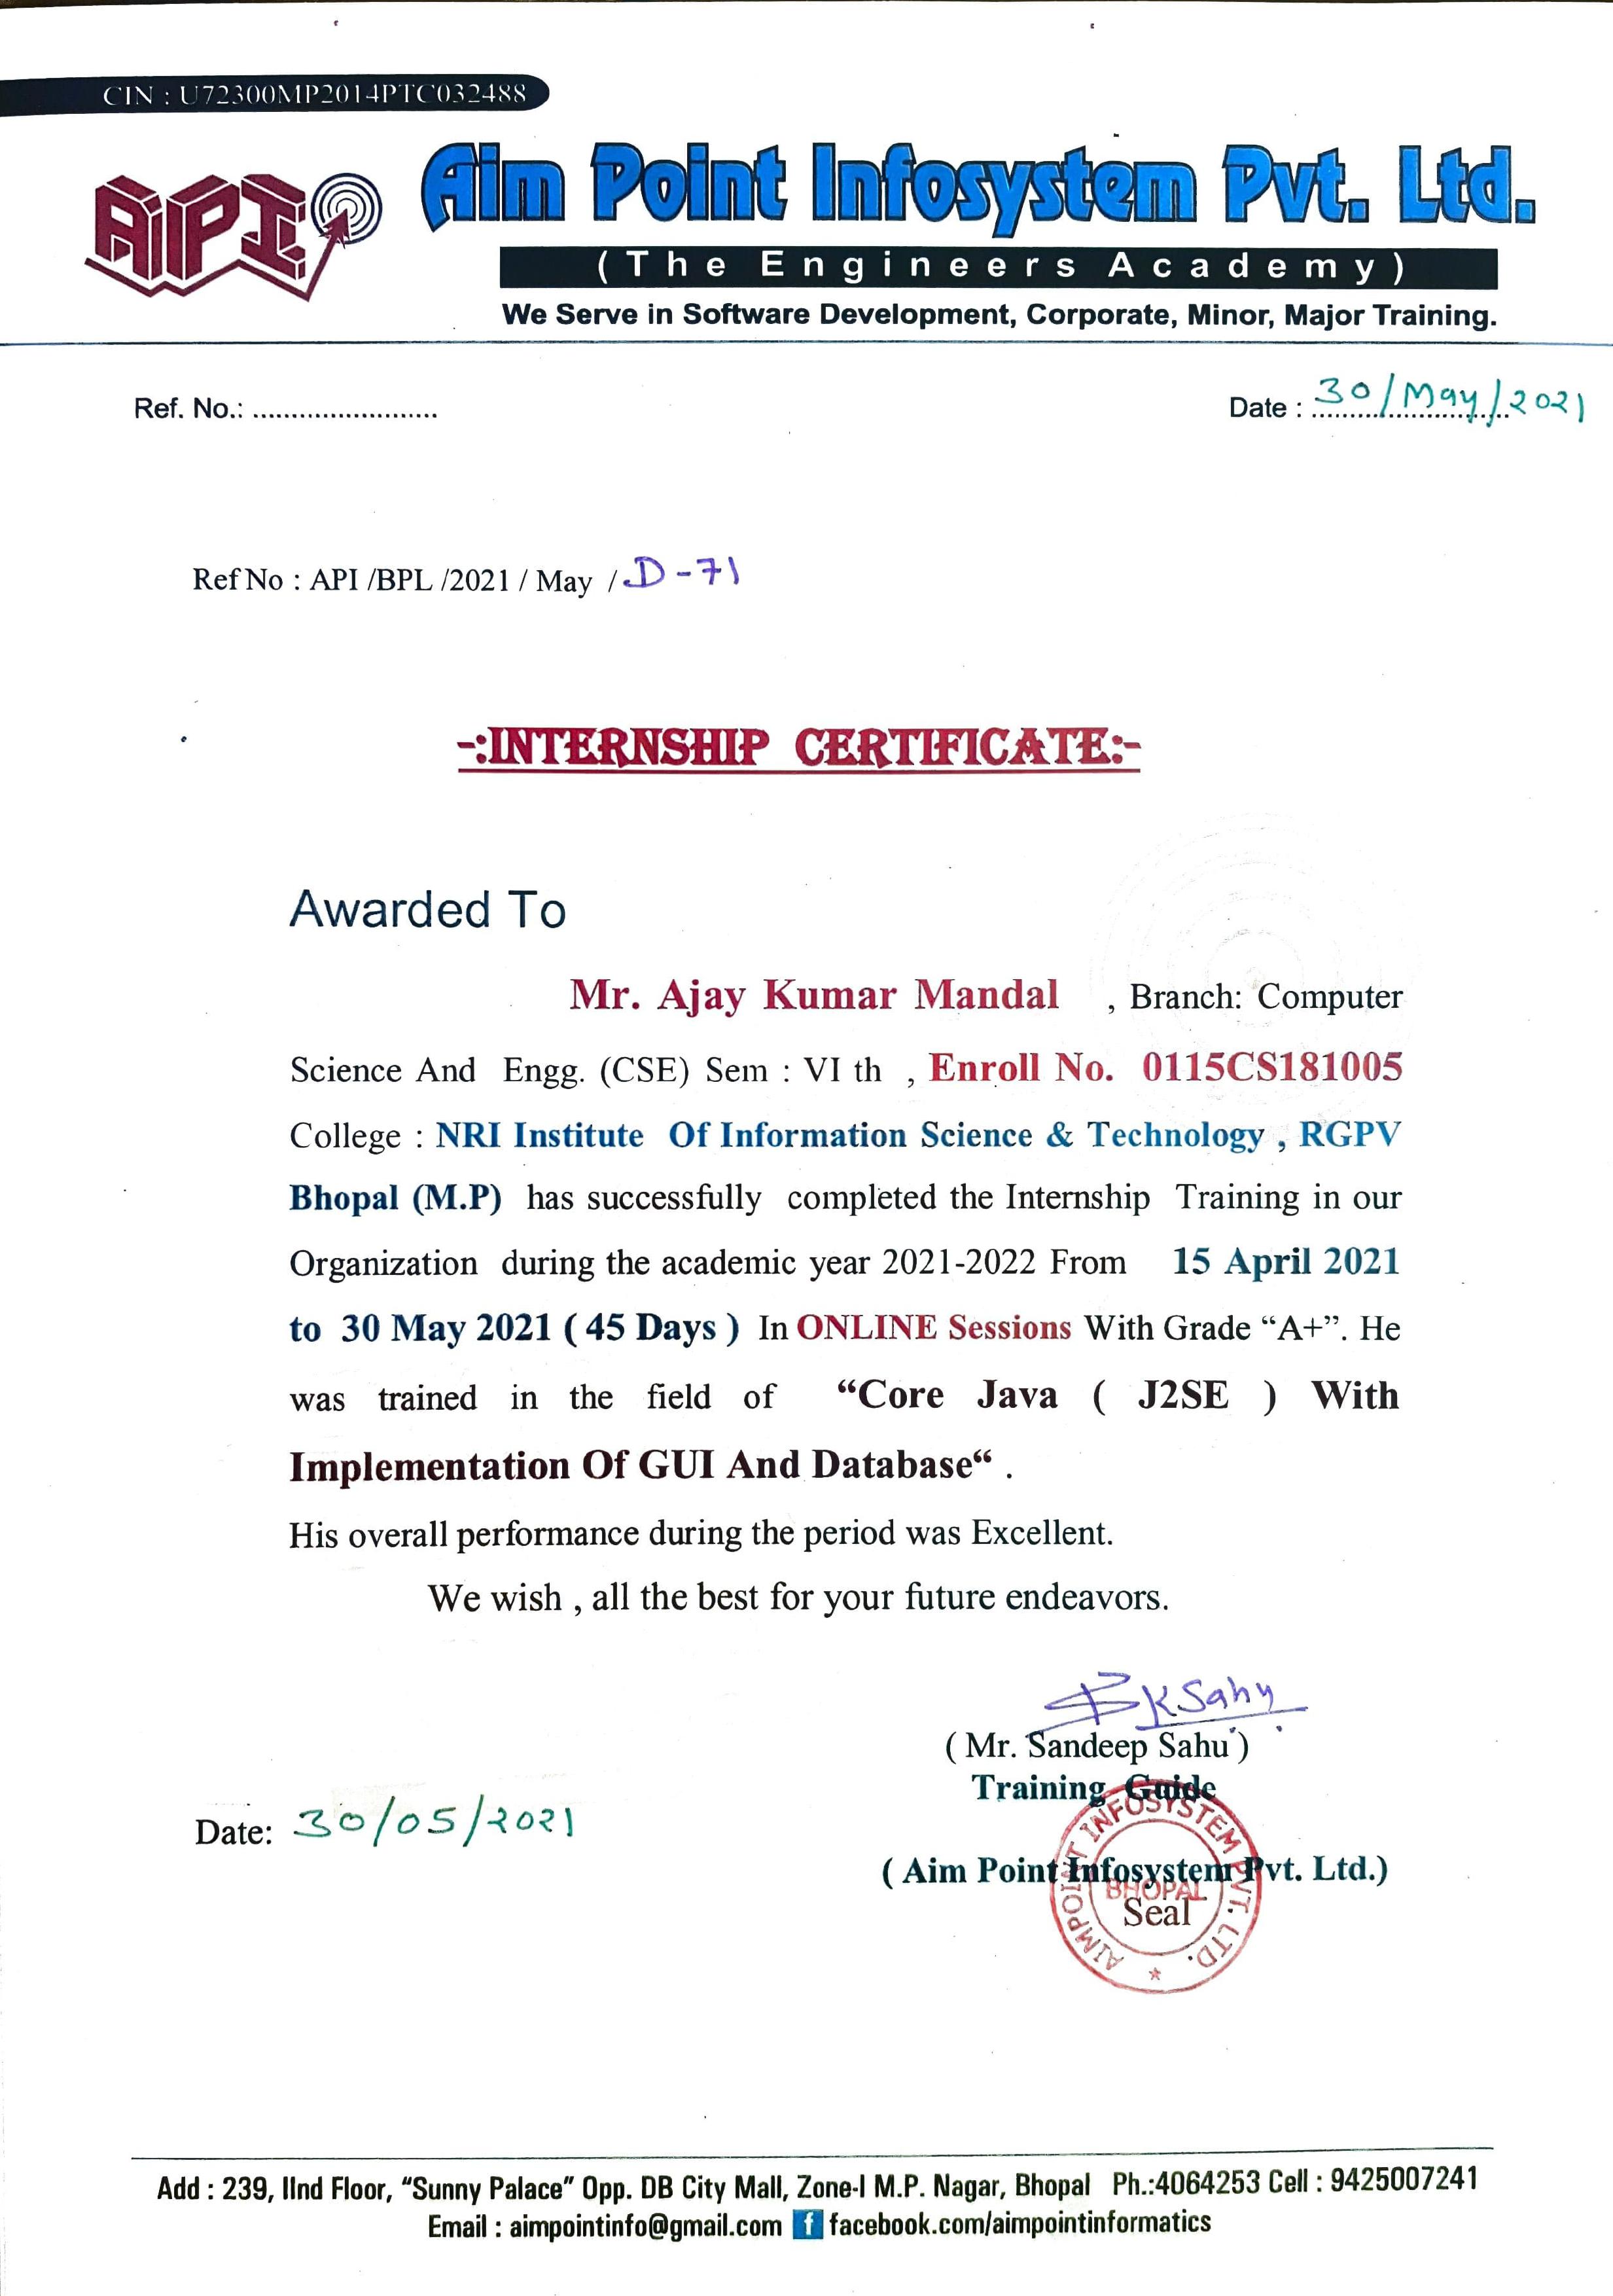 CIN : U72300MP2014PTC032488
API
Aim Point Infosystem Pvt. Ltd.
(The Engineers Academy)
We Serve in Software Development, Corporate, Minor, Major Training.
Ref. No.: ........................
Date : 30/May/2021
Ref No : API /BPL /2021 / May / D-71
-:INTERNSHIP CERTIFICATE:-
Awarded To
Mr. Ajay Kumar Mandal , Branch: Computer
Science And Engg. (CSE) Sem : VI th , Enroll No. 0115CS181005
College : NRI Institute Of Information Science & Technology , RGPV
Bhopal (M.P) has successfully completed the Internship Training in our
Organization during the academic year 2021-2022 From 15 April 2021
to 30 May 2021 ( 45 Days ) In ONLINE Sessions With Grade “A+”. He
was trained in the field of “Core Java ( J2SE ) With
Implementation Of GUI And Database“ .
His overall performance during the period was Excellent.
We wish , all the best for your future endeavors.
SKSahu
( Mr. Sandeep Sahu )
Training Guide
Date: 30/05/2021
( Aim Point Infosystem Pvt. Ltd.)
Seal
AIMPOINT INFOSYSTEM PVT. LTD.
BHOPAL
Add : 239, IInd Floor, “Sunny Palace” Opp. DB City Mall, Zone-I M.P. Nagar, Bhopal Ph.:4064253 Cell : 9425007241
Email : aimpointinfo@gmail.com f facebook.com/aimpointinformatics